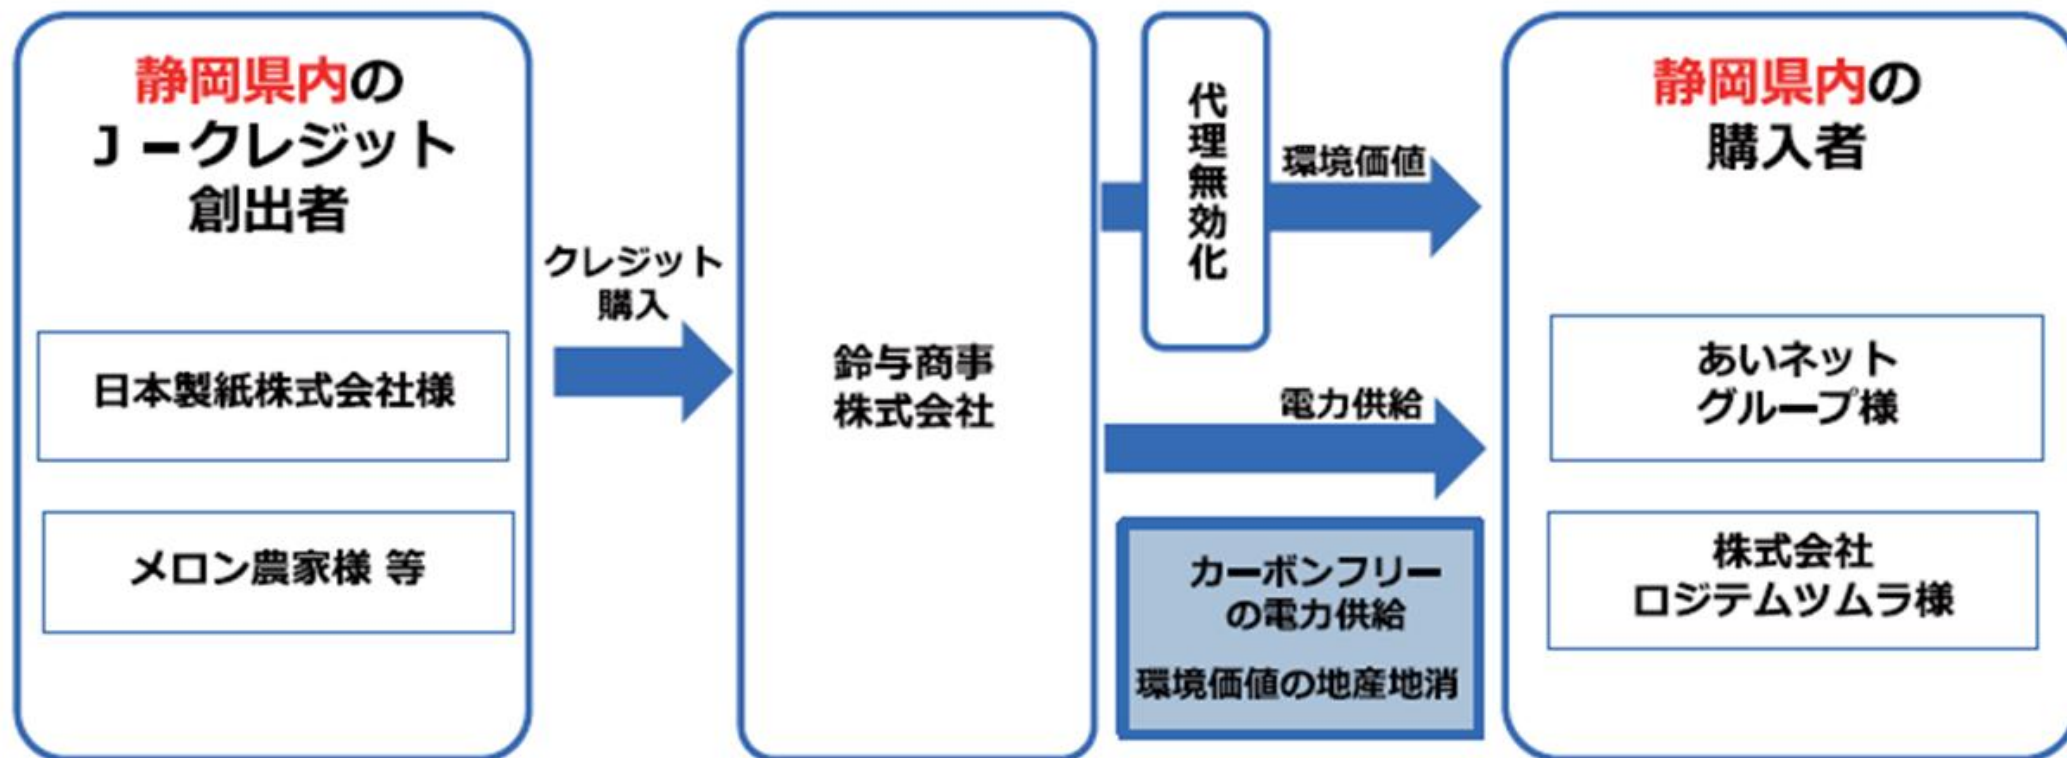 静岡県内の
J-クレジット
創出者
日本製紙株式会社様
メロン農家様 等
クレジット
購入
鈴与商事
株式会社
代理無効化
環境価値
電力供給
カーボンフリー
の電力供給
環境価値の地産地消
静岡県内の
購入者
あいネット
グループ様
株式会社
ロジテムツムラ様